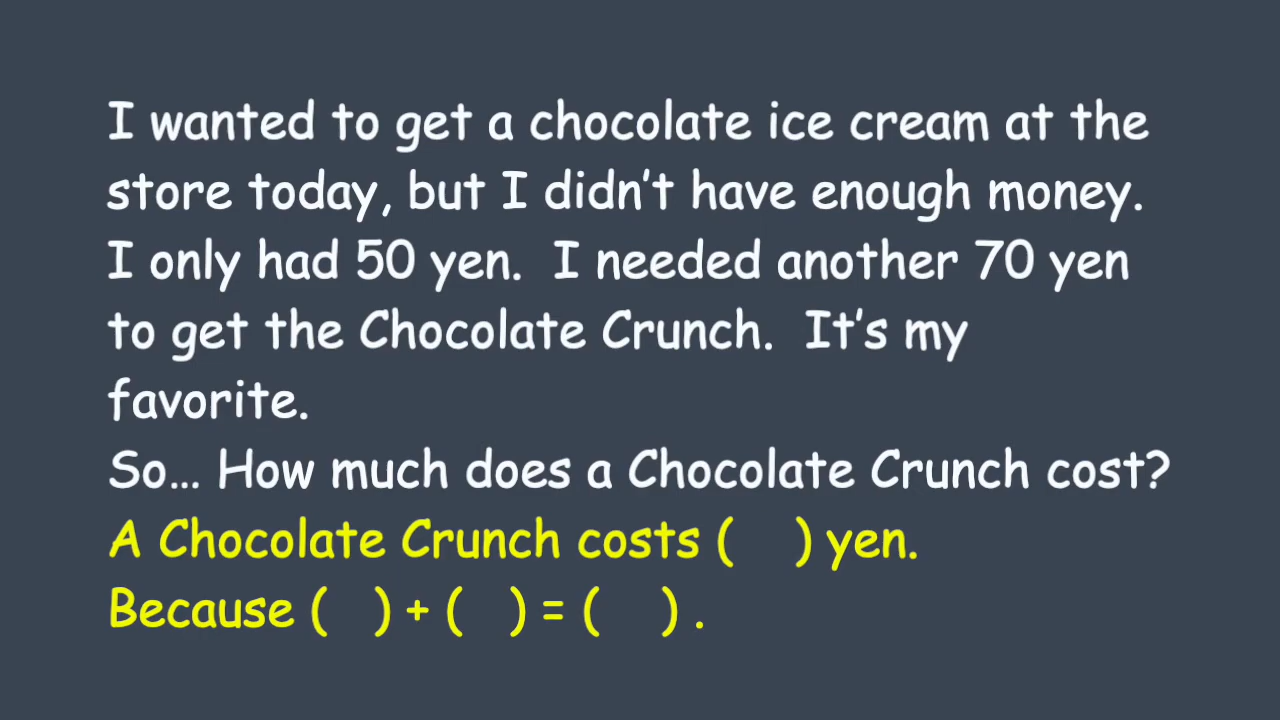 I wanted to get a chocolate ice cream at the
store today, but I didn't have enough money.
I only had 50 yen.  I needed another 70 yen
to get the Chocolate Crunch.  It's my
favorite.
So... How much does a Chocolate Crunch cost?
A Chocolate Crunch costs (    ) yen.
Because (   ) + (   ) = (    ) .